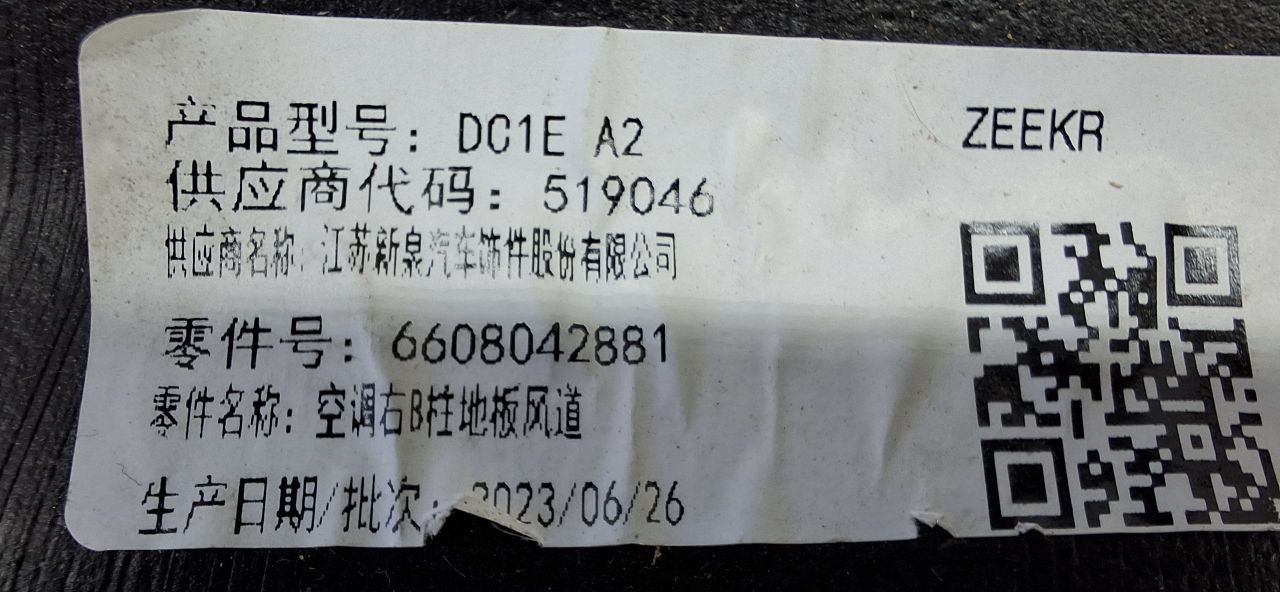 产品型号: DC1E A2
ZEEKR
供应商代码: 519046
供应商名称: 江苏新泉汽车饰件股份有限公司
零件号: 6608042881
零件名称: 空调右B柱地板风道
生产日期/批次: 2023/06/26